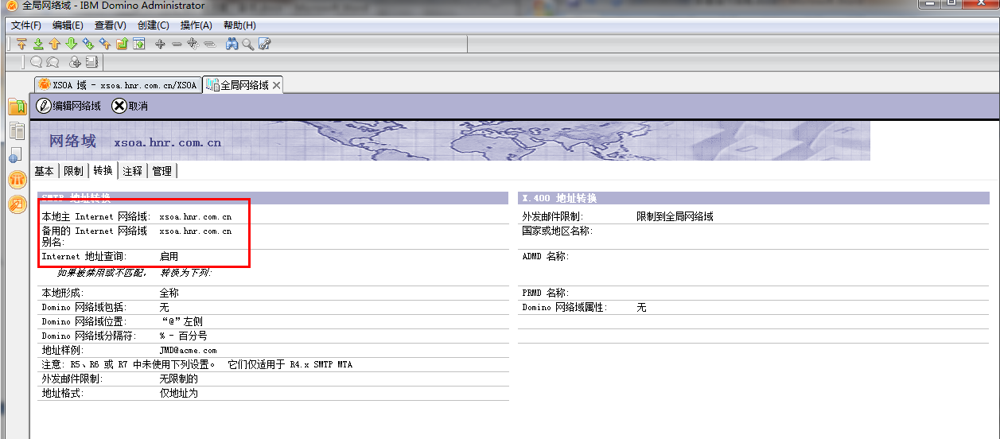 全局网络域 - IBM Domino Administrator
文件(F) 编辑(E) 查看(V) 创建(C) 操作(A) 帮助(H)
XSOA 域 - xsoa.hnr.com.cn/XSOA 全局网络域
编辑网络域 取消
网络域 xsoa.hnr.com.cn
基本 限制 转换 注释 管理
SMTP 地址转换
本地主 Internet 网络域: xsoa.hnr.com.cn
备用的 Internet 网络域 xsoa.hnr.com.cn
别名:
Internet 地址查询: 启用
如果被禁用或不匹配, 转换为下列:
本地形成: 全称
Domino 网络域包括: 无
Domino 网络域位置: “@”左侧
Domino 网络域分隔符: % - 百分号
地址样例: JMD@acme.com
注意: R5、R6 或 R7 中未使用下列设置。 它们仅适用于 R4.x SMTP MTA
外发邮件限制: 无限制的
地址格式: 仅地址为
X.400 地址转换
外发邮件限制: 限制到全局网络域
国家或地区名称:
ADMD 名称:
PRMD 名称:
Domino 网络域属性: 无